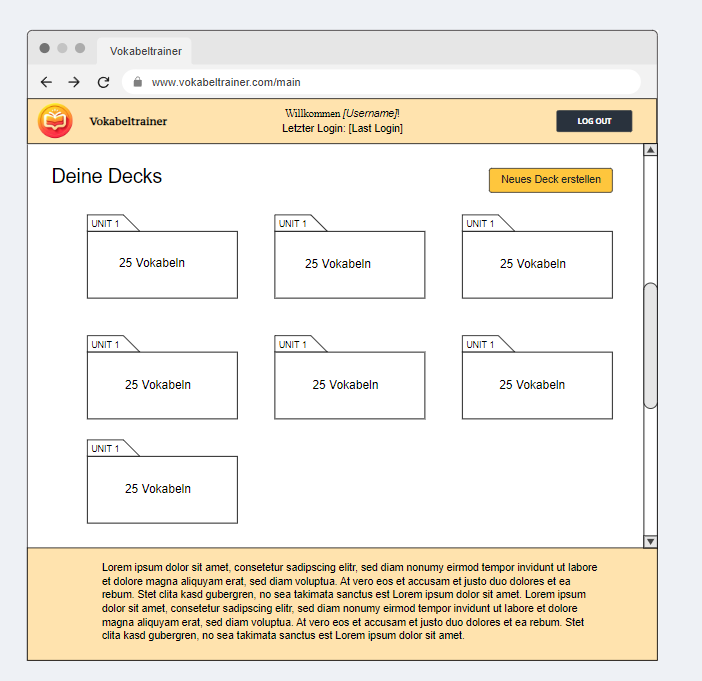 Vokabeltrainer
www.vokabeltrainer.com/main
Vokabeltrainer
Willkommen [Username]!
Letzter Login: [Last Login]
LOG OUT
Deine Decks
Neues Deck erstellen
UNIT 1
25 Vokabeln
UNIT 1
25 Vokabeln
UNIT 1
25 Vokabeln
UNIT 1
25 Vokabeln
UNIT 1
25 Vokabeln
UNIT 1
25 Vokabeln
UNIT 1
25 Vokabeln
Lorem ipsum dolor sit amet, consetetur sadipscing elitr, sed diam nonumy eirmod tempor invidunt ut labore
et dolore magna aliquyam erat, sed diam voluptua. At vero eos et accusam et justo duo dolores et ea
rebum. Stet clita kasd gubergren, no sea takimata sanctus est Lorem ipsum dolor sit amet. Lorem ipsum
dolor sit amet, consetetur sadipscing elitr, sed diam nonumy eirmod tempor invidunt ut labore et dolore
magna aliquyam erat, sed diam voluptua. At vero eos et accusam et justo duo dolores et ea rebum. Stet
clita kasd gubergren, no sea takimata sanctus est Lorem ipsum dolor sit amet.